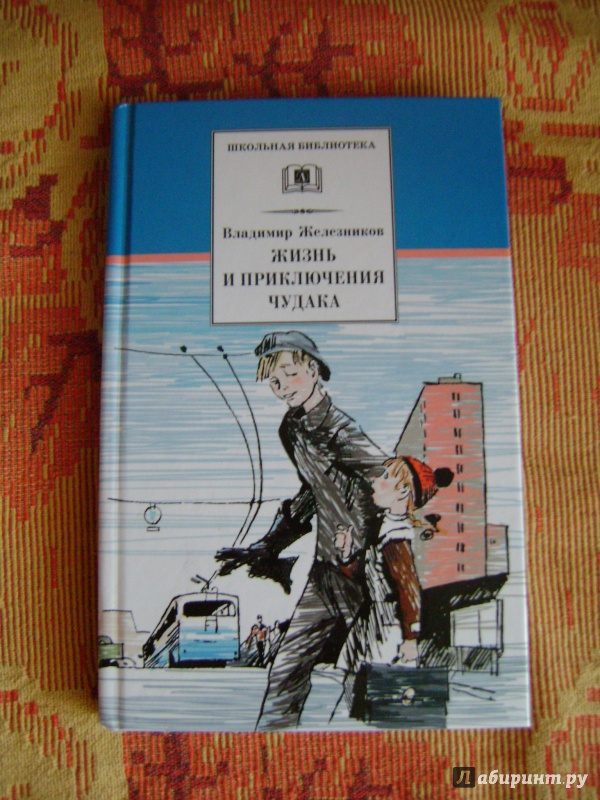 ШКОЛЬНАЯ БИБЛИОТЕКА
Владимир Железников
ЖИЗНЬ
И ПРИКЛЮЧЕНИЯ
ЧУДАКА
Лабиринт.ру